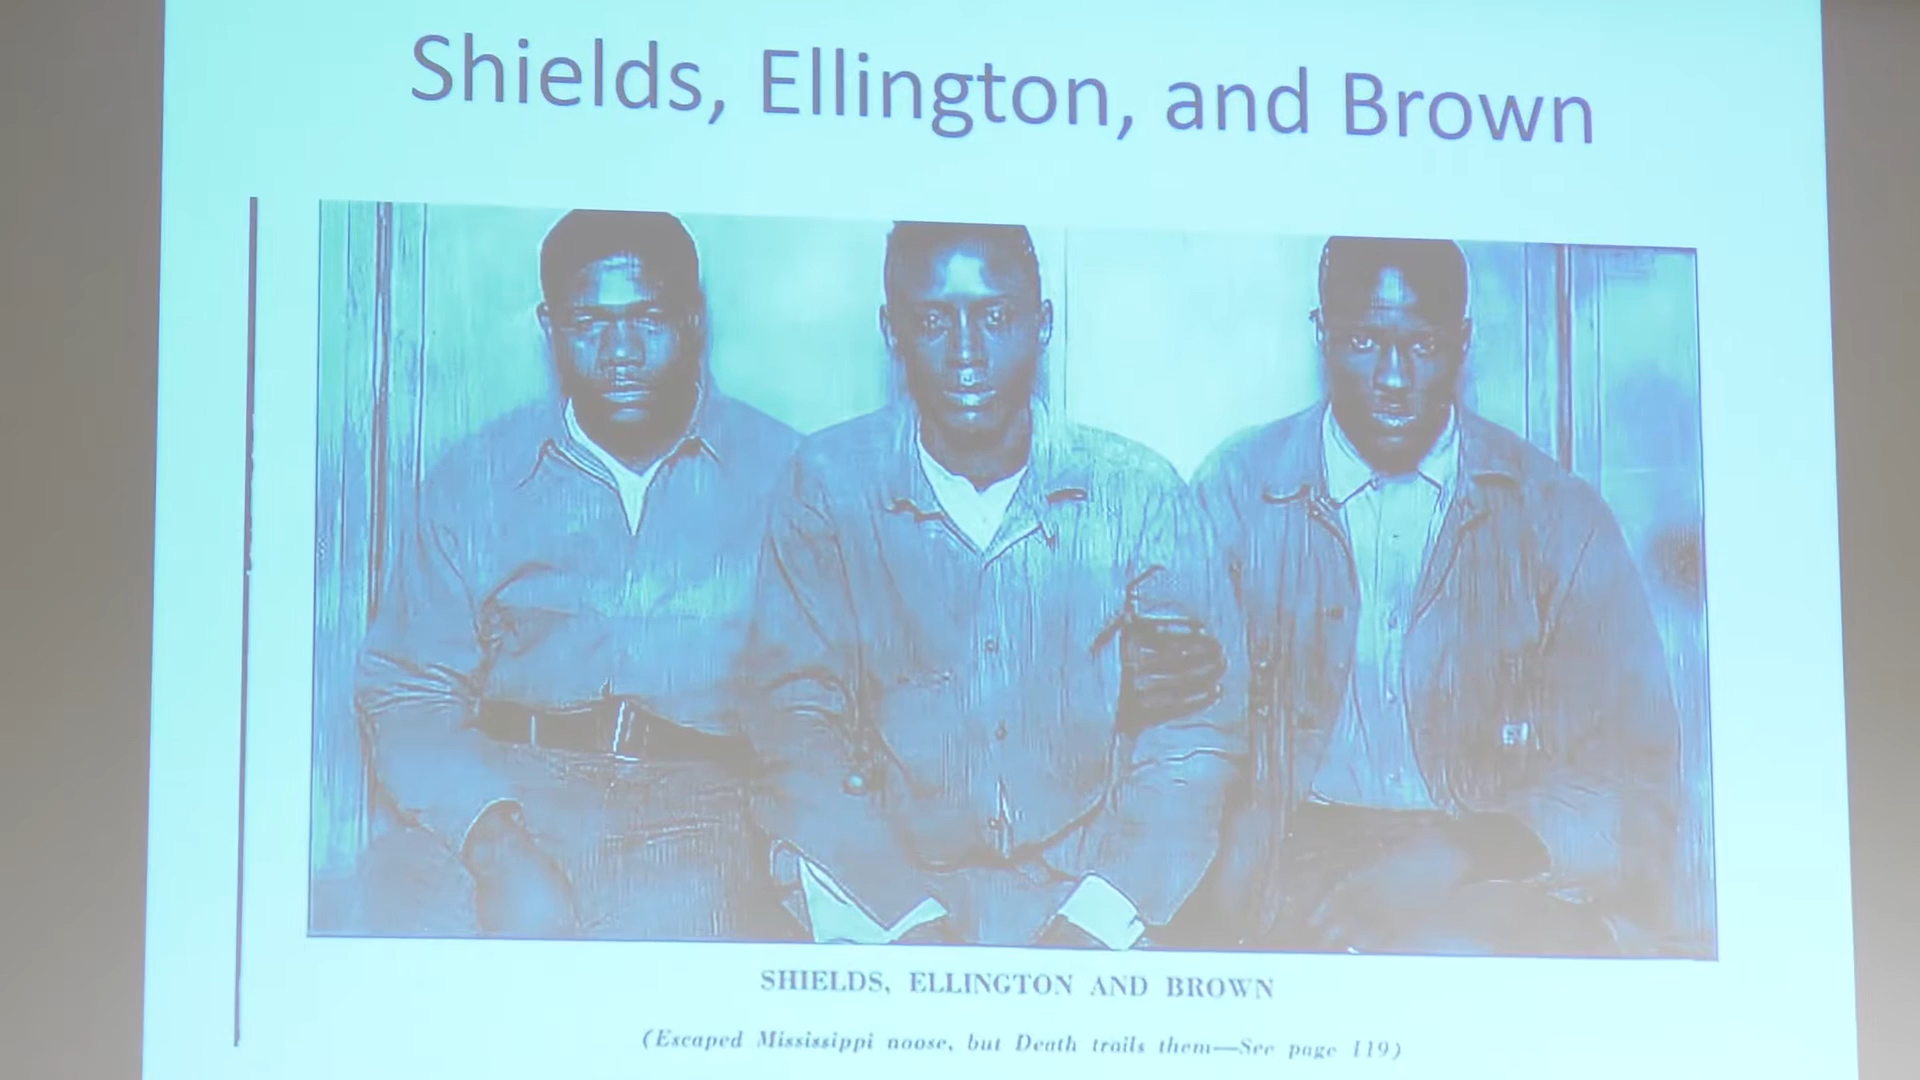 Shields, Ellington, and Brown
SHIELDS, ELLINGTON AND BROWN
(Escaped Mississippi noose, but Death trails them—See page 119)